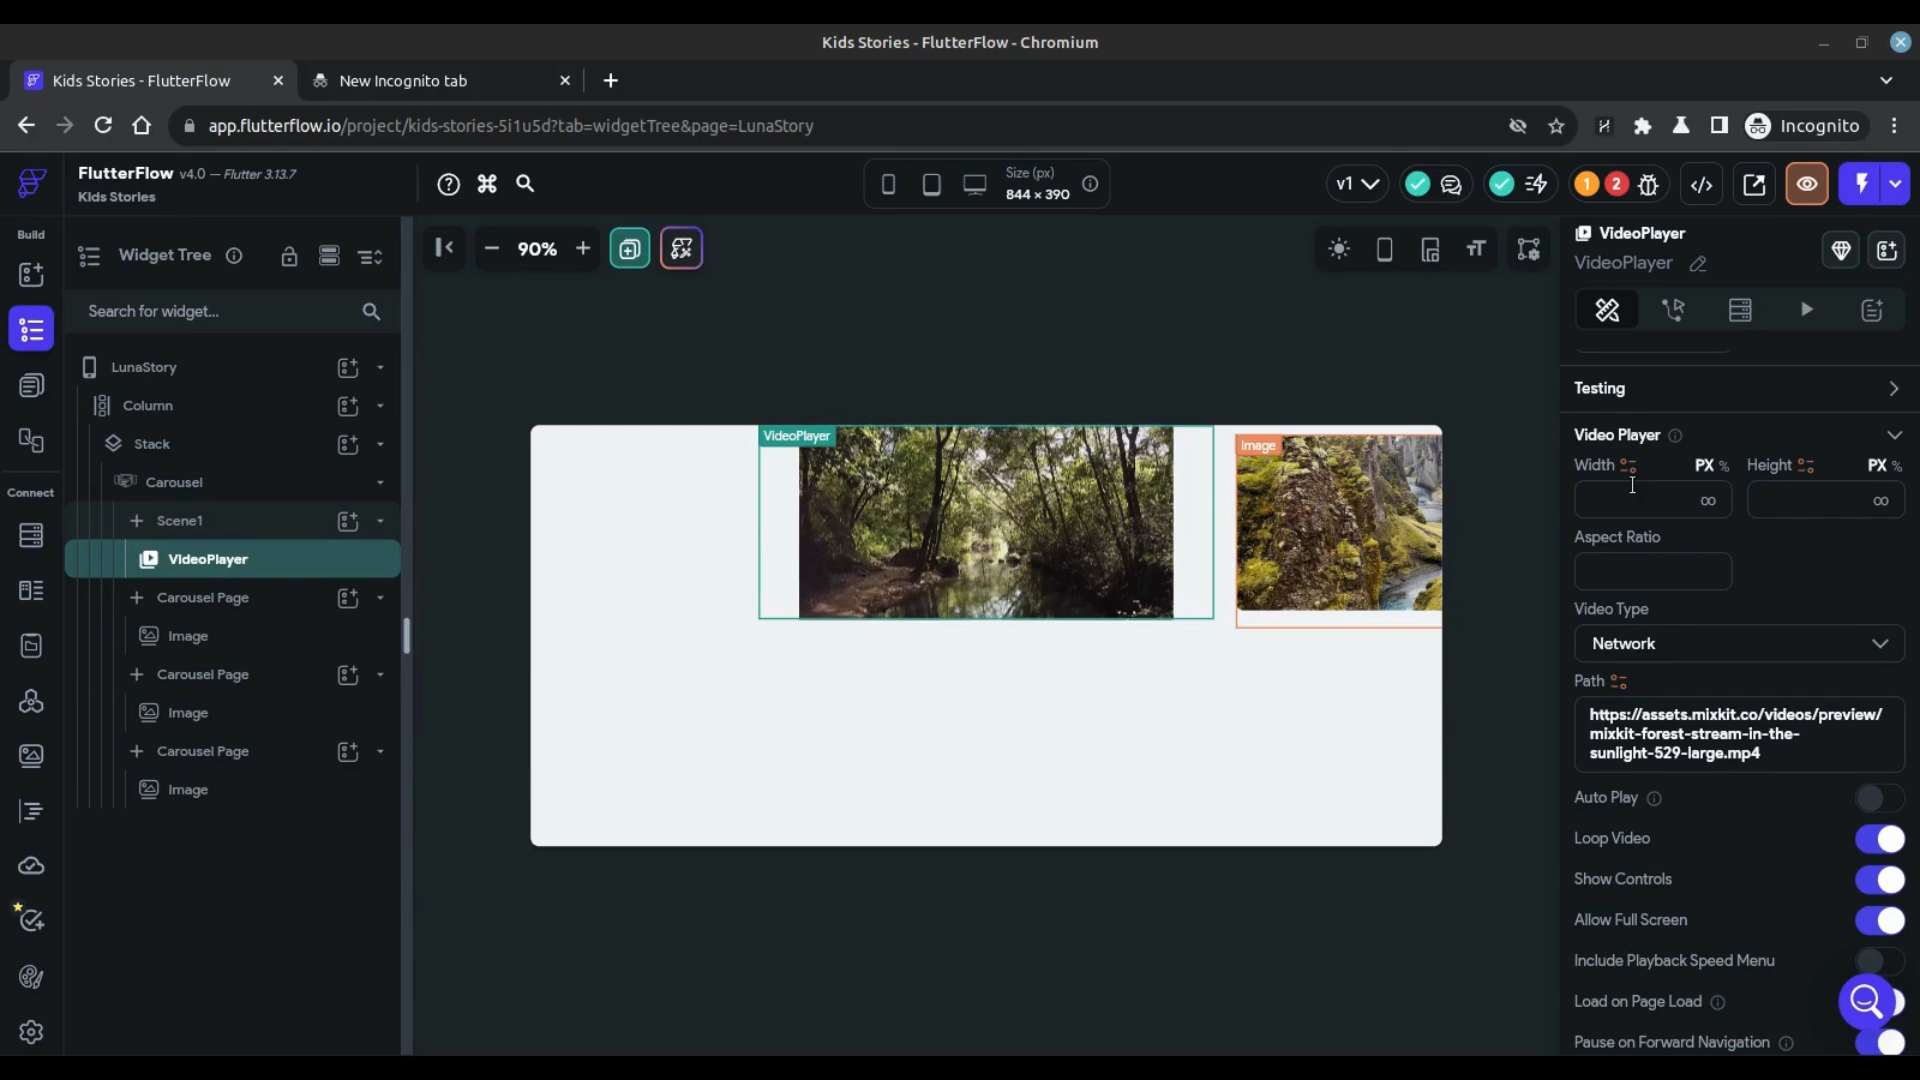 Kids Stories - FlutterFlow - Chromium
Kids Stories - FlutterFlow
New Incognito tab
app.flutterflow.io/project/kids-stories-5i1u5d?tab=widgetTree&page=LunaStory
Incognito
FlutterFlow v4.0 — Flutter 3.13.7
Kids Stories
Size (px)
844 × 390
v1
1
2
Build
Connect
Widget Tree
Search for widget...
LunaStory
Column
Stack
Carousel
Scene1
VideoPlayer
Carousel Page
Image
Carousel Page
Image
Carousel Page
Image
90%
VideoPlayer
Image
VideoPlayer
VideoPlayer
Testing
Video Player
Width PX %
Height PX %
∞
∞
Aspect Ratio
Video Type
Network
Path
https://assets.mixkit.co/videos/preview/
mixkit-forest-stream-in-the-
sunlight-529-large.mp4
Auto Play
Loop Video
Show Controls
Allow Full Screen
Include Playback Speed Menu
Load on Page Load
Pause on Forward Navigation